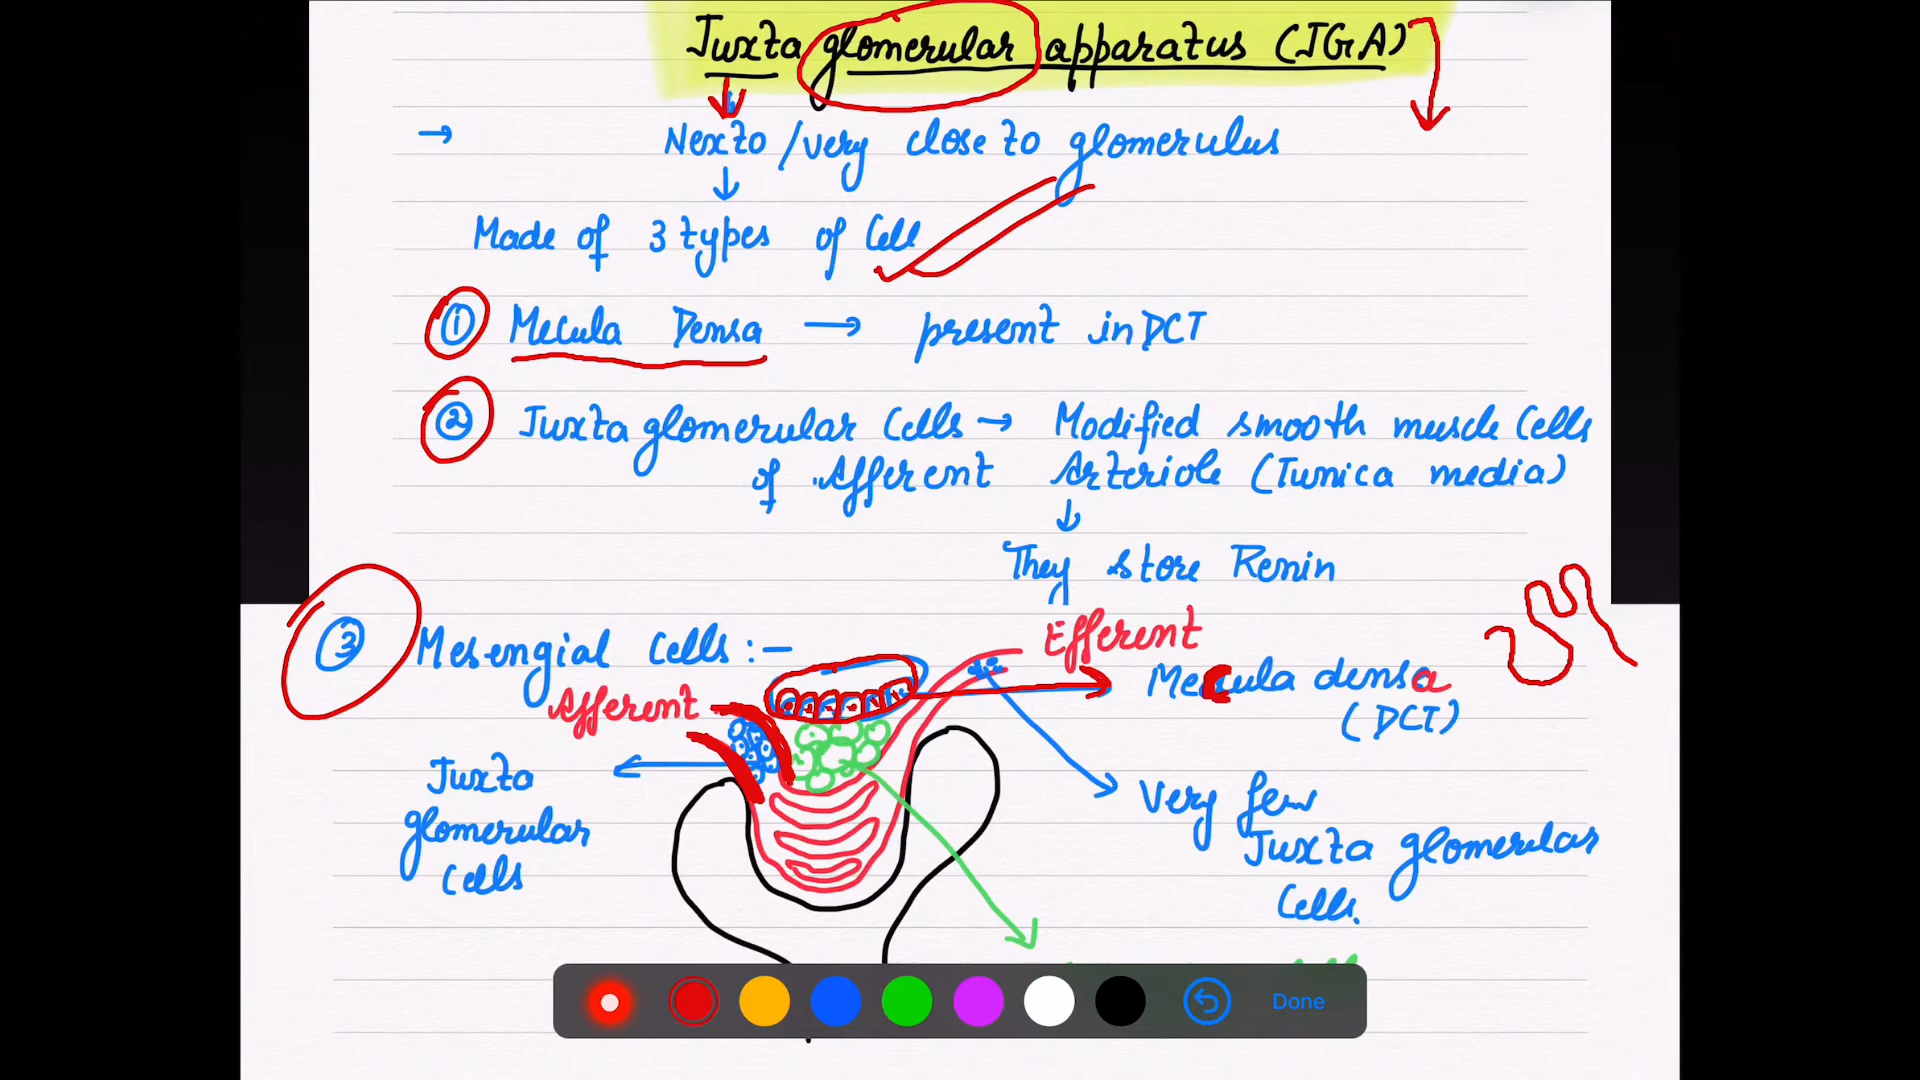 Juxta glomerular apparatus (JGA)
→ Nexto / very close to glomerulus
Made of 3 types of Cell
① Mecula Densa → present in DCT
② Juxta glomerular Cells → Modified smooth muscle Cells
of Afferent Arteriole (Tunica media)
They store Renin
③ Mesengial Cells :-
Efferent
Afferent
Mecula densa
(DCT)
Juxta
glomerular
Cells
Very few
Juxta glomerular
Cells.
Done